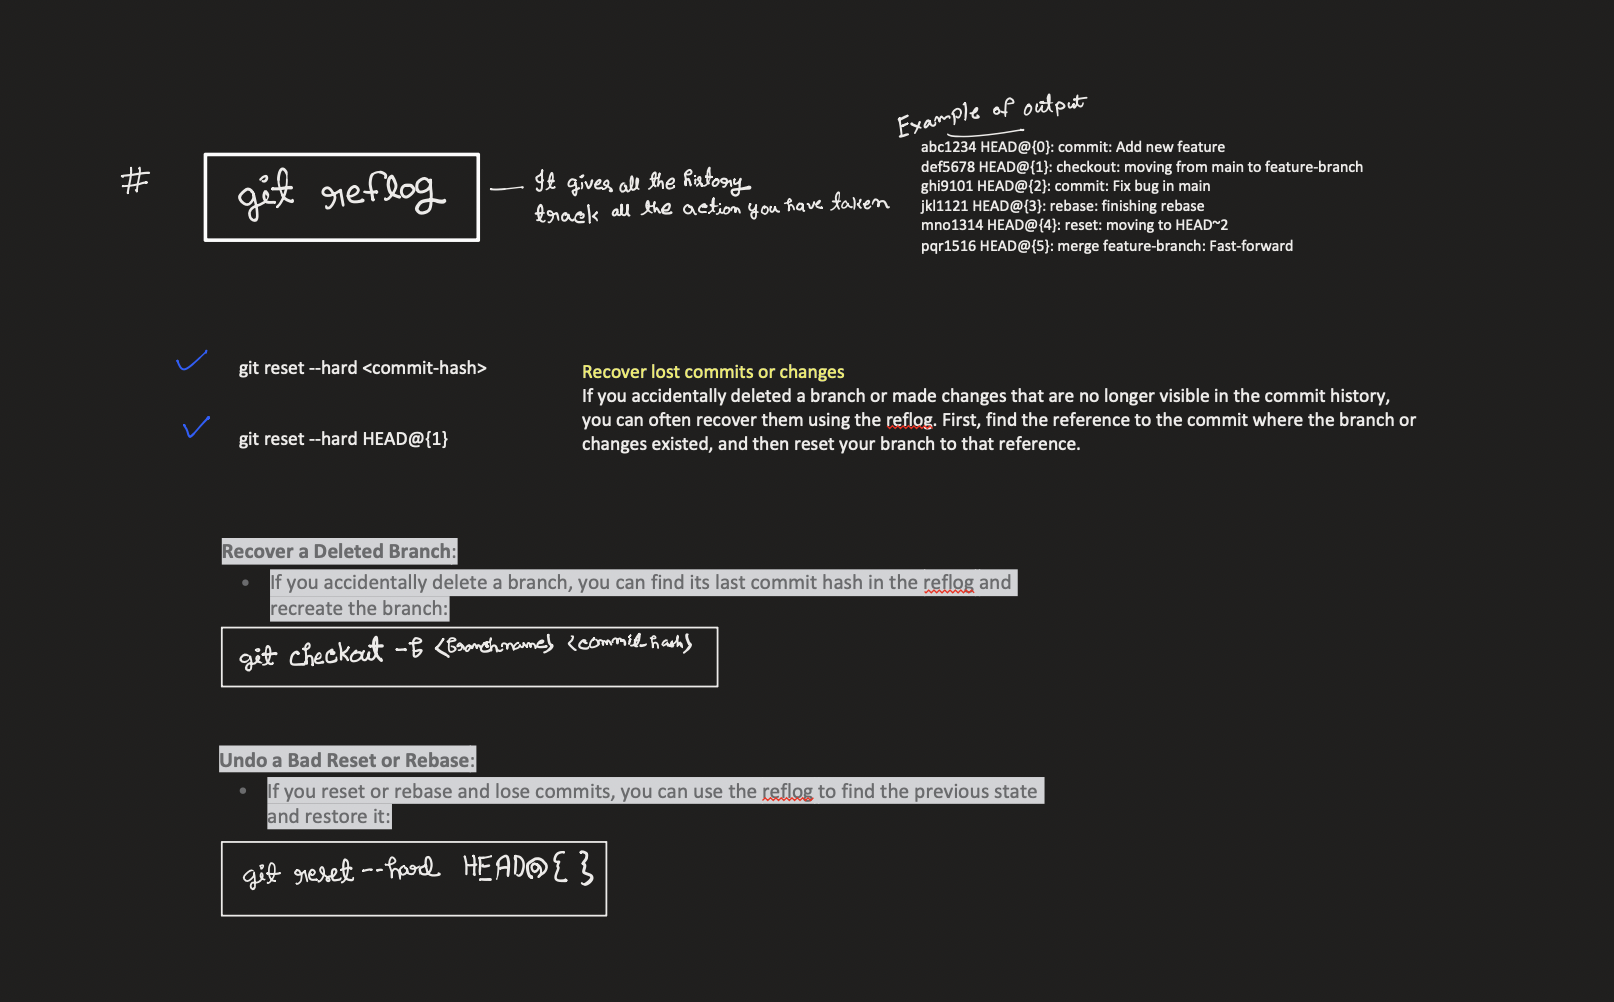 #
git reflog
— It gives all the history
track all the action you have taken
Example of output
abc1234 HEAD@{0}: commit: Add new feature
def5678 HEAD@{1}: checkout: moving from main to feature-branch
ghi9101 HEAD@{2}: commit: Fix bug in main
jkl1121 HEAD@{3}: rebase: finishing rebase
mno1314 HEAD@{4}: reset: moving to HEAD~2
pqr1516 HEAD@{5}: merge feature-branch: Fast-forward
git reset --hard <commit-hash>
git reset --hard HEAD@{1}
Recover lost commits or changes
If you accidentally deleted a branch or made changes that are no longer visible in the commit history,
you can often recover them using the reflog. First, find the reference to the commit where the branch or
changes existed, and then reset your branch to that reference.
Recover a Deleted Branch:
• If you accidentally delete a branch, you can find its last commit hash in the reflog and
recreate the branch:
git checkout -b <branchname> <commit-hash>
Undo a Bad Reset or Rebase:
• If you reset or rebase and lose commits, you can use the reflog to find the previous state
and restore it:
git reset --hard HEAD@{ }